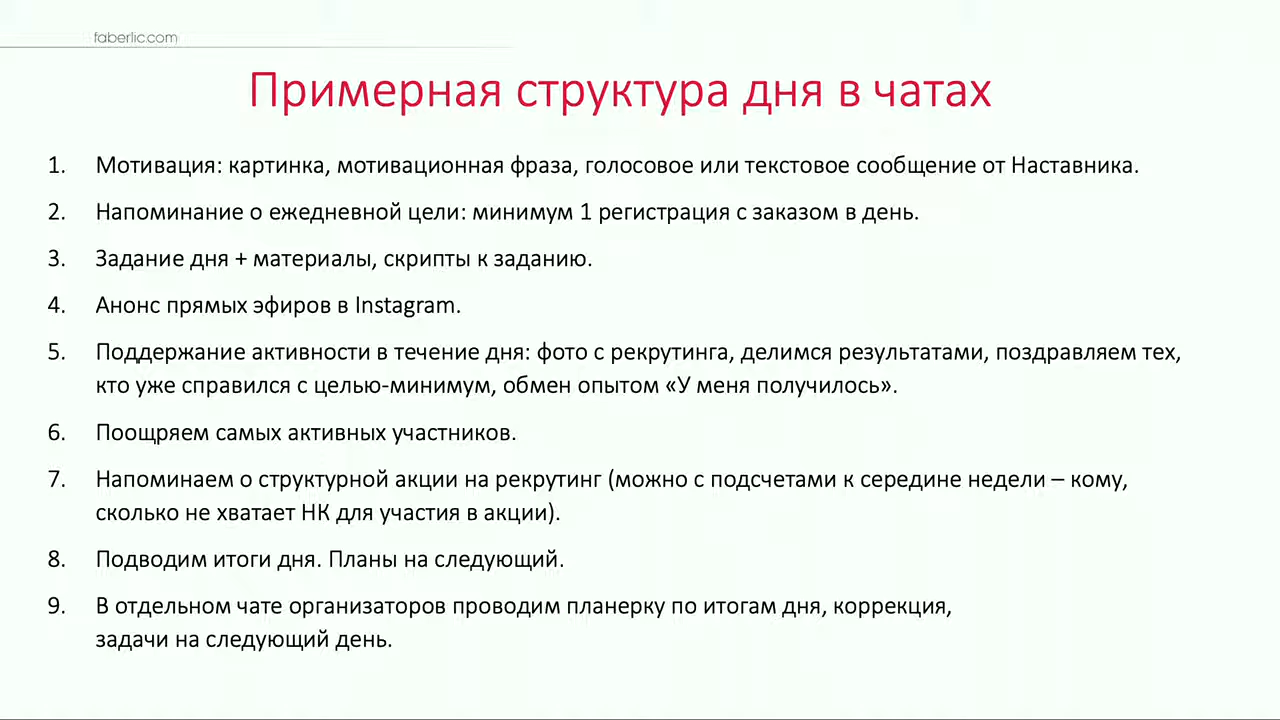 faberlic.com
Примерная структура дня в чатах
1. Мотивация: картинка, мотивационная фраза, голосовое или текстовое сообщение от Наставника.
2. Напоминание о ежедневной цели: минимум 1 регистрация с заказом в день.
3. Задание дня + материалы, скрипты к заданию.
4. Анонс прямых эфиров в Instagram.
5. Поддержание активности в течение дня: фото с рекрутинга, делимся результатами, поздравляем тех,
кто уже справился с целью-минимум, обмен опытом «У меня получилось».
6. Поощряем самых активных участников.
7. Напоминаем о структурной акции на рекрутинг (можно с подсчетами к середине недели – кому,
сколько не хватает НК для участия в акции).
8. Подводим итоги дня. Планы на следующий.
9. В отдельном чате организаторов проводим планерку по итогам дня, коррекция,
задачи на следующий день.